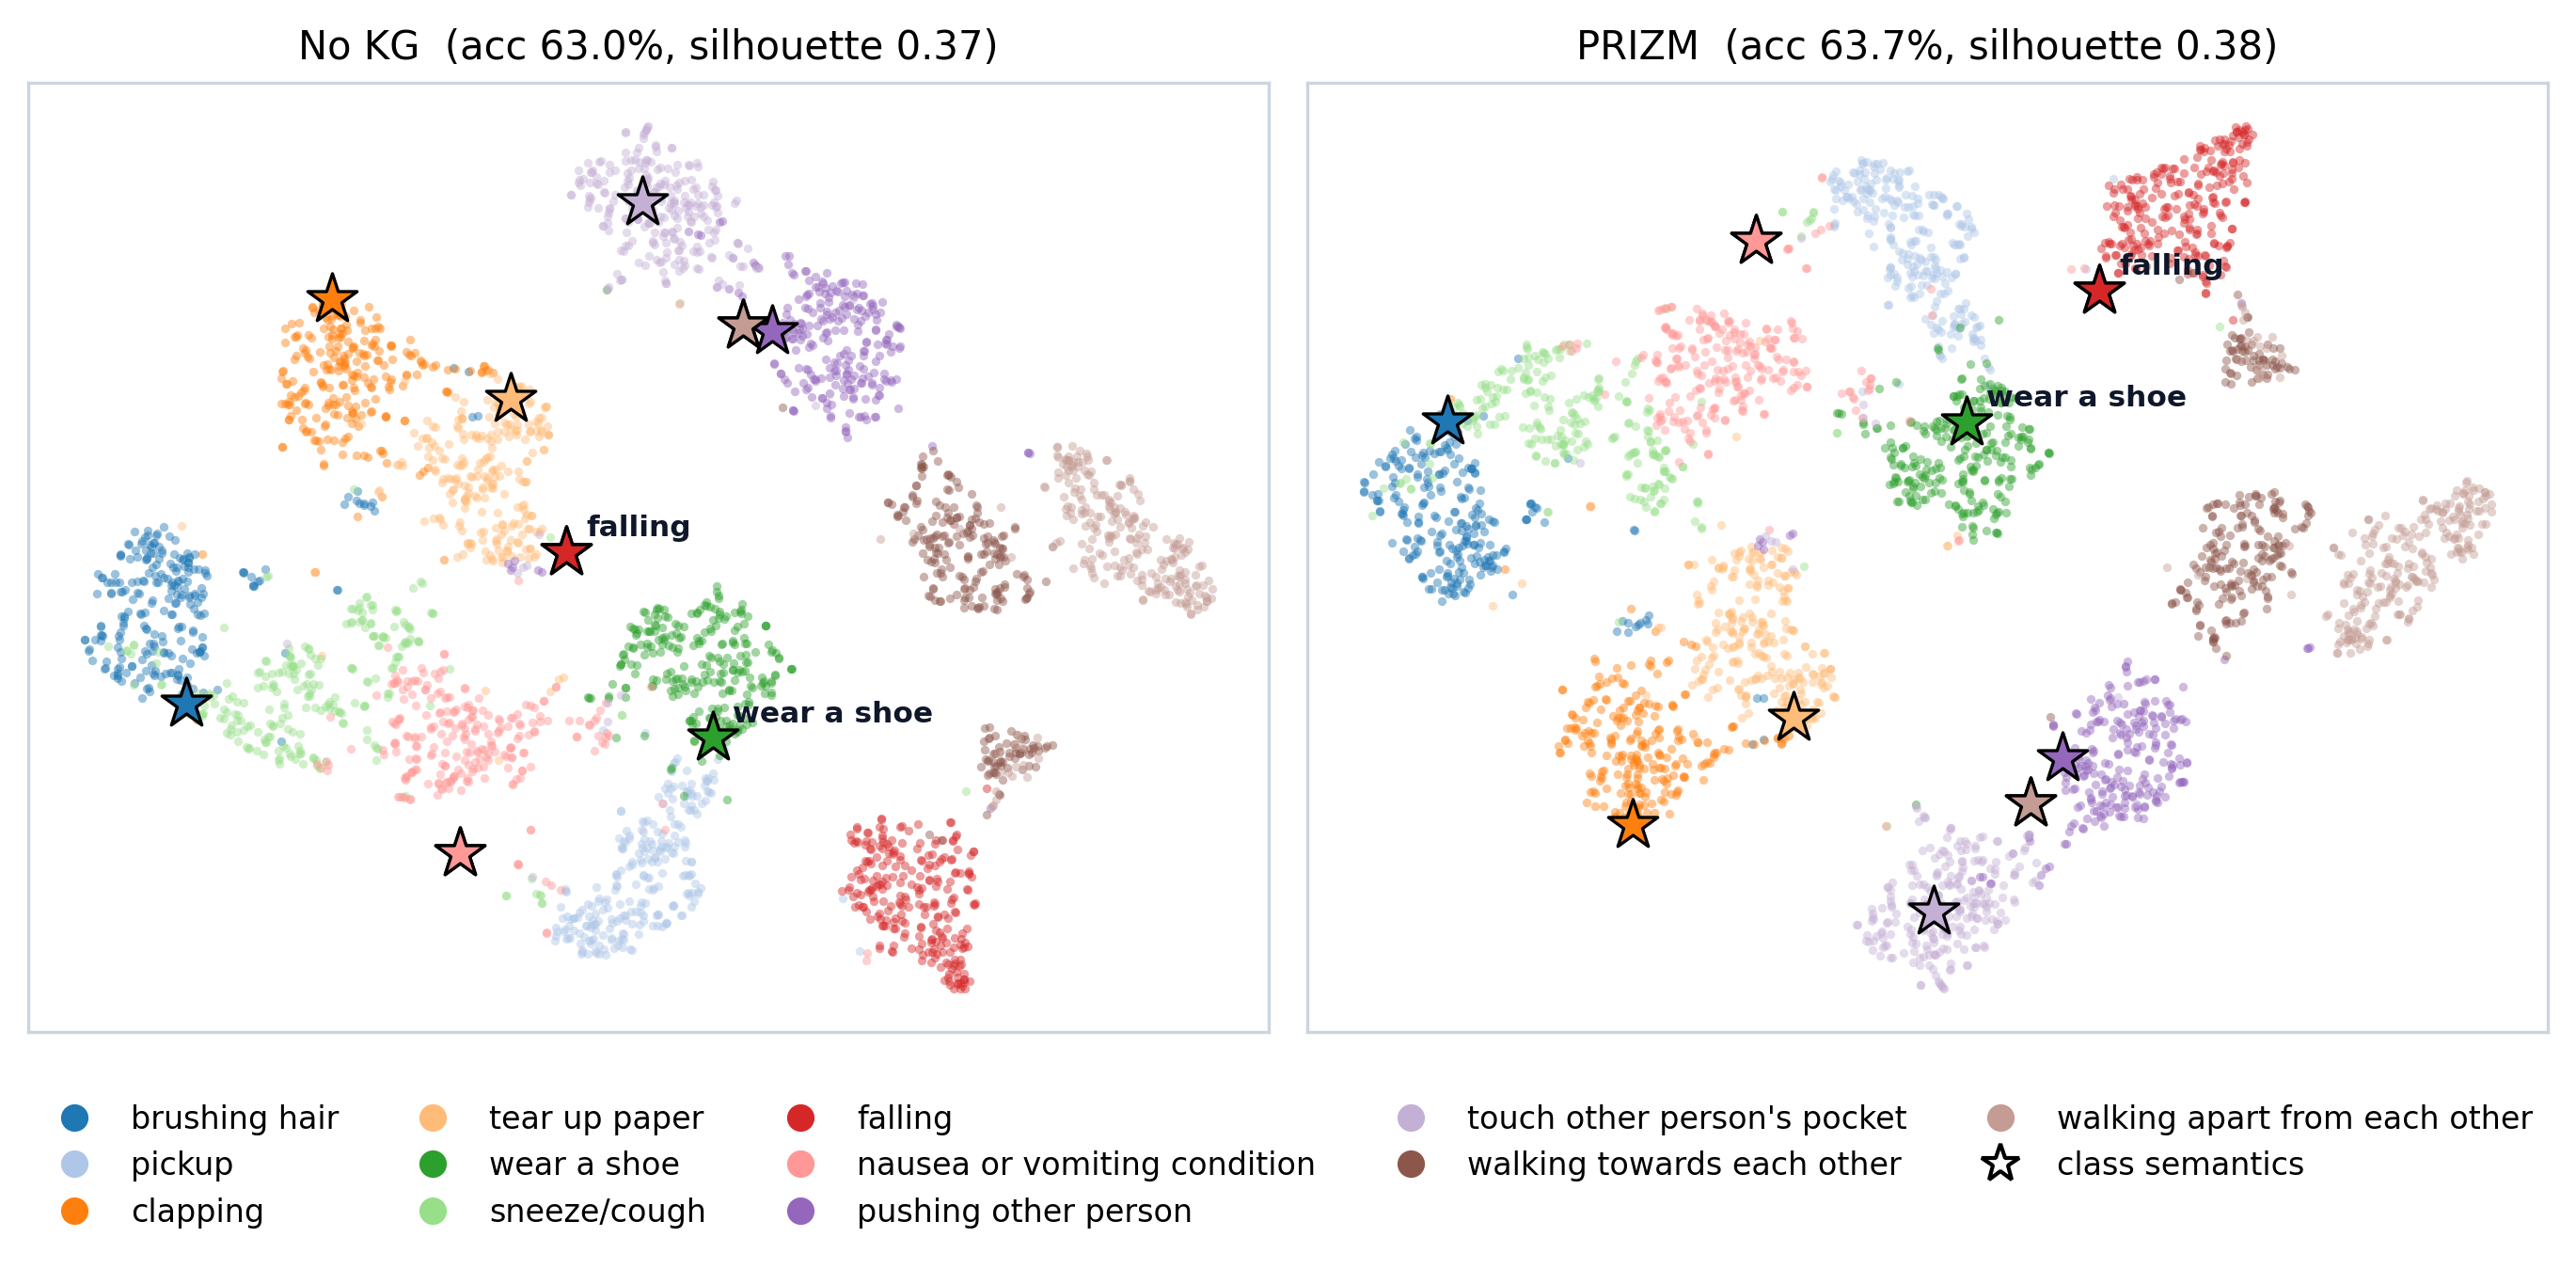 No KG  (acc 63.0%, silhouette 0.37)
falling
wear a shoe
PRIZM  (acc 63.7%, silhouette 0.38)
falling
wear a shoe
brushing hair
pickup
clapping
tear up paper
wear a shoe
sneeze/cough
falling
nausea or vomiting condition
pushing other person
touch other person's pocket
walking towards each other
walking apart from each other
class semantics